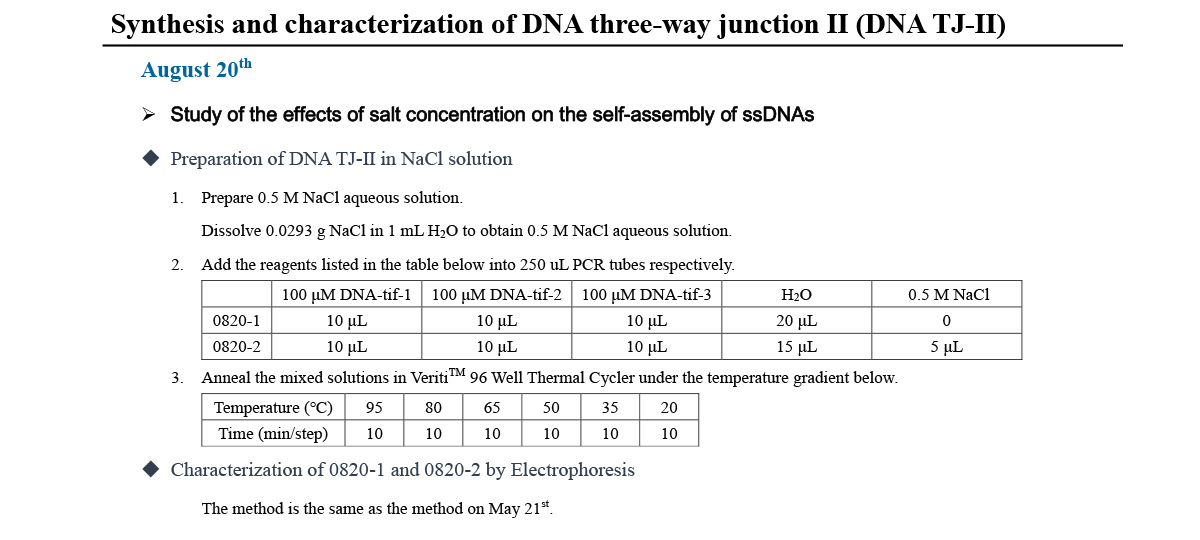 Synthesis and characterization of DNA three-way junction II (DNA TJ-II)
August 20th
➢ Study of the effects of salt concentration on the self-assembly of ssDNAs
◆ Preparation of DNA TJ-II in NaCl solution
1. Prepare 0.5 M NaCl aqueous solution.
Dissolve 0.0293 g NaCl in 1 mL H₂O to obtain 0.5 M NaCl aqueous solution.
2. Add the reagents listed in the table below into 250 uL PCR tubes respectively.
100 μM DNA-tif-1 100 μM DNA-tif-2 100 μM DNA-tif-3 H₂O 0.5 M NaCl
0820-1 10 μL 10 μL 10 μL 20 μL 0
0820-2 10 μL 10 μL 10 μL 15 μL 5 μL
3. Anneal the mixed solutions in Veriti™ 96 Well Thermal Cycler under the temperature gradient below.
Temperature (°C) 95 80 65 50 35 20
Time (min/step) 10 10 10 10 10 10
◆ Characterization of 0820-1 and 0820-2 by Electrophoresis
The method is the same as the method on May 21st.